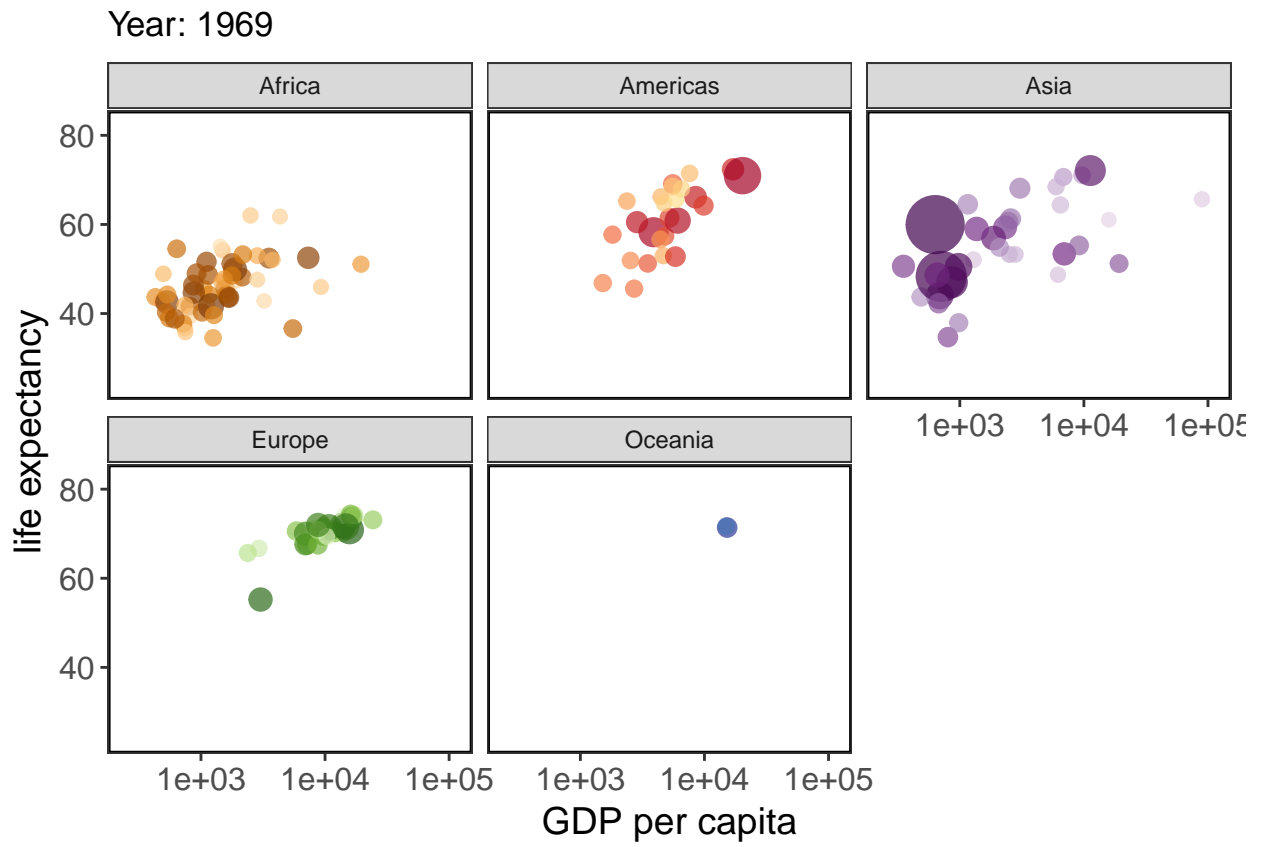 Year: 1969
Africa
Americas
Asia
80
60
40
1e+03 1e+04 1e+05
Europe
Oceania
80
60
40
1e+03 1e+04 1e+05 1e+03 1e+04 1e+05
life expectancy
GDP per capita